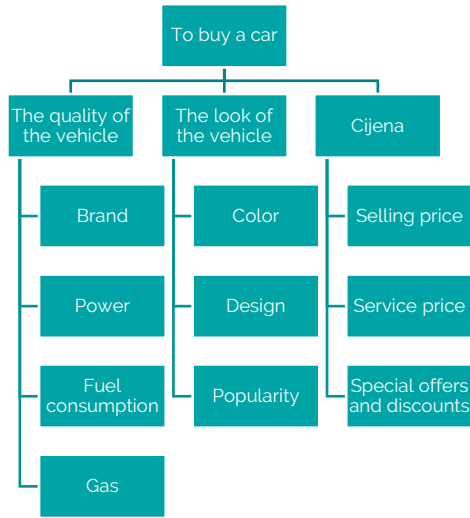 To buy a car
The quality of
the vehicle
The look of
the vehicle
Cijena
Brand
Color
Selling price
Power
Design
Service price
Fuel
consumption
Popularity
Special offers
and discounts
Gas